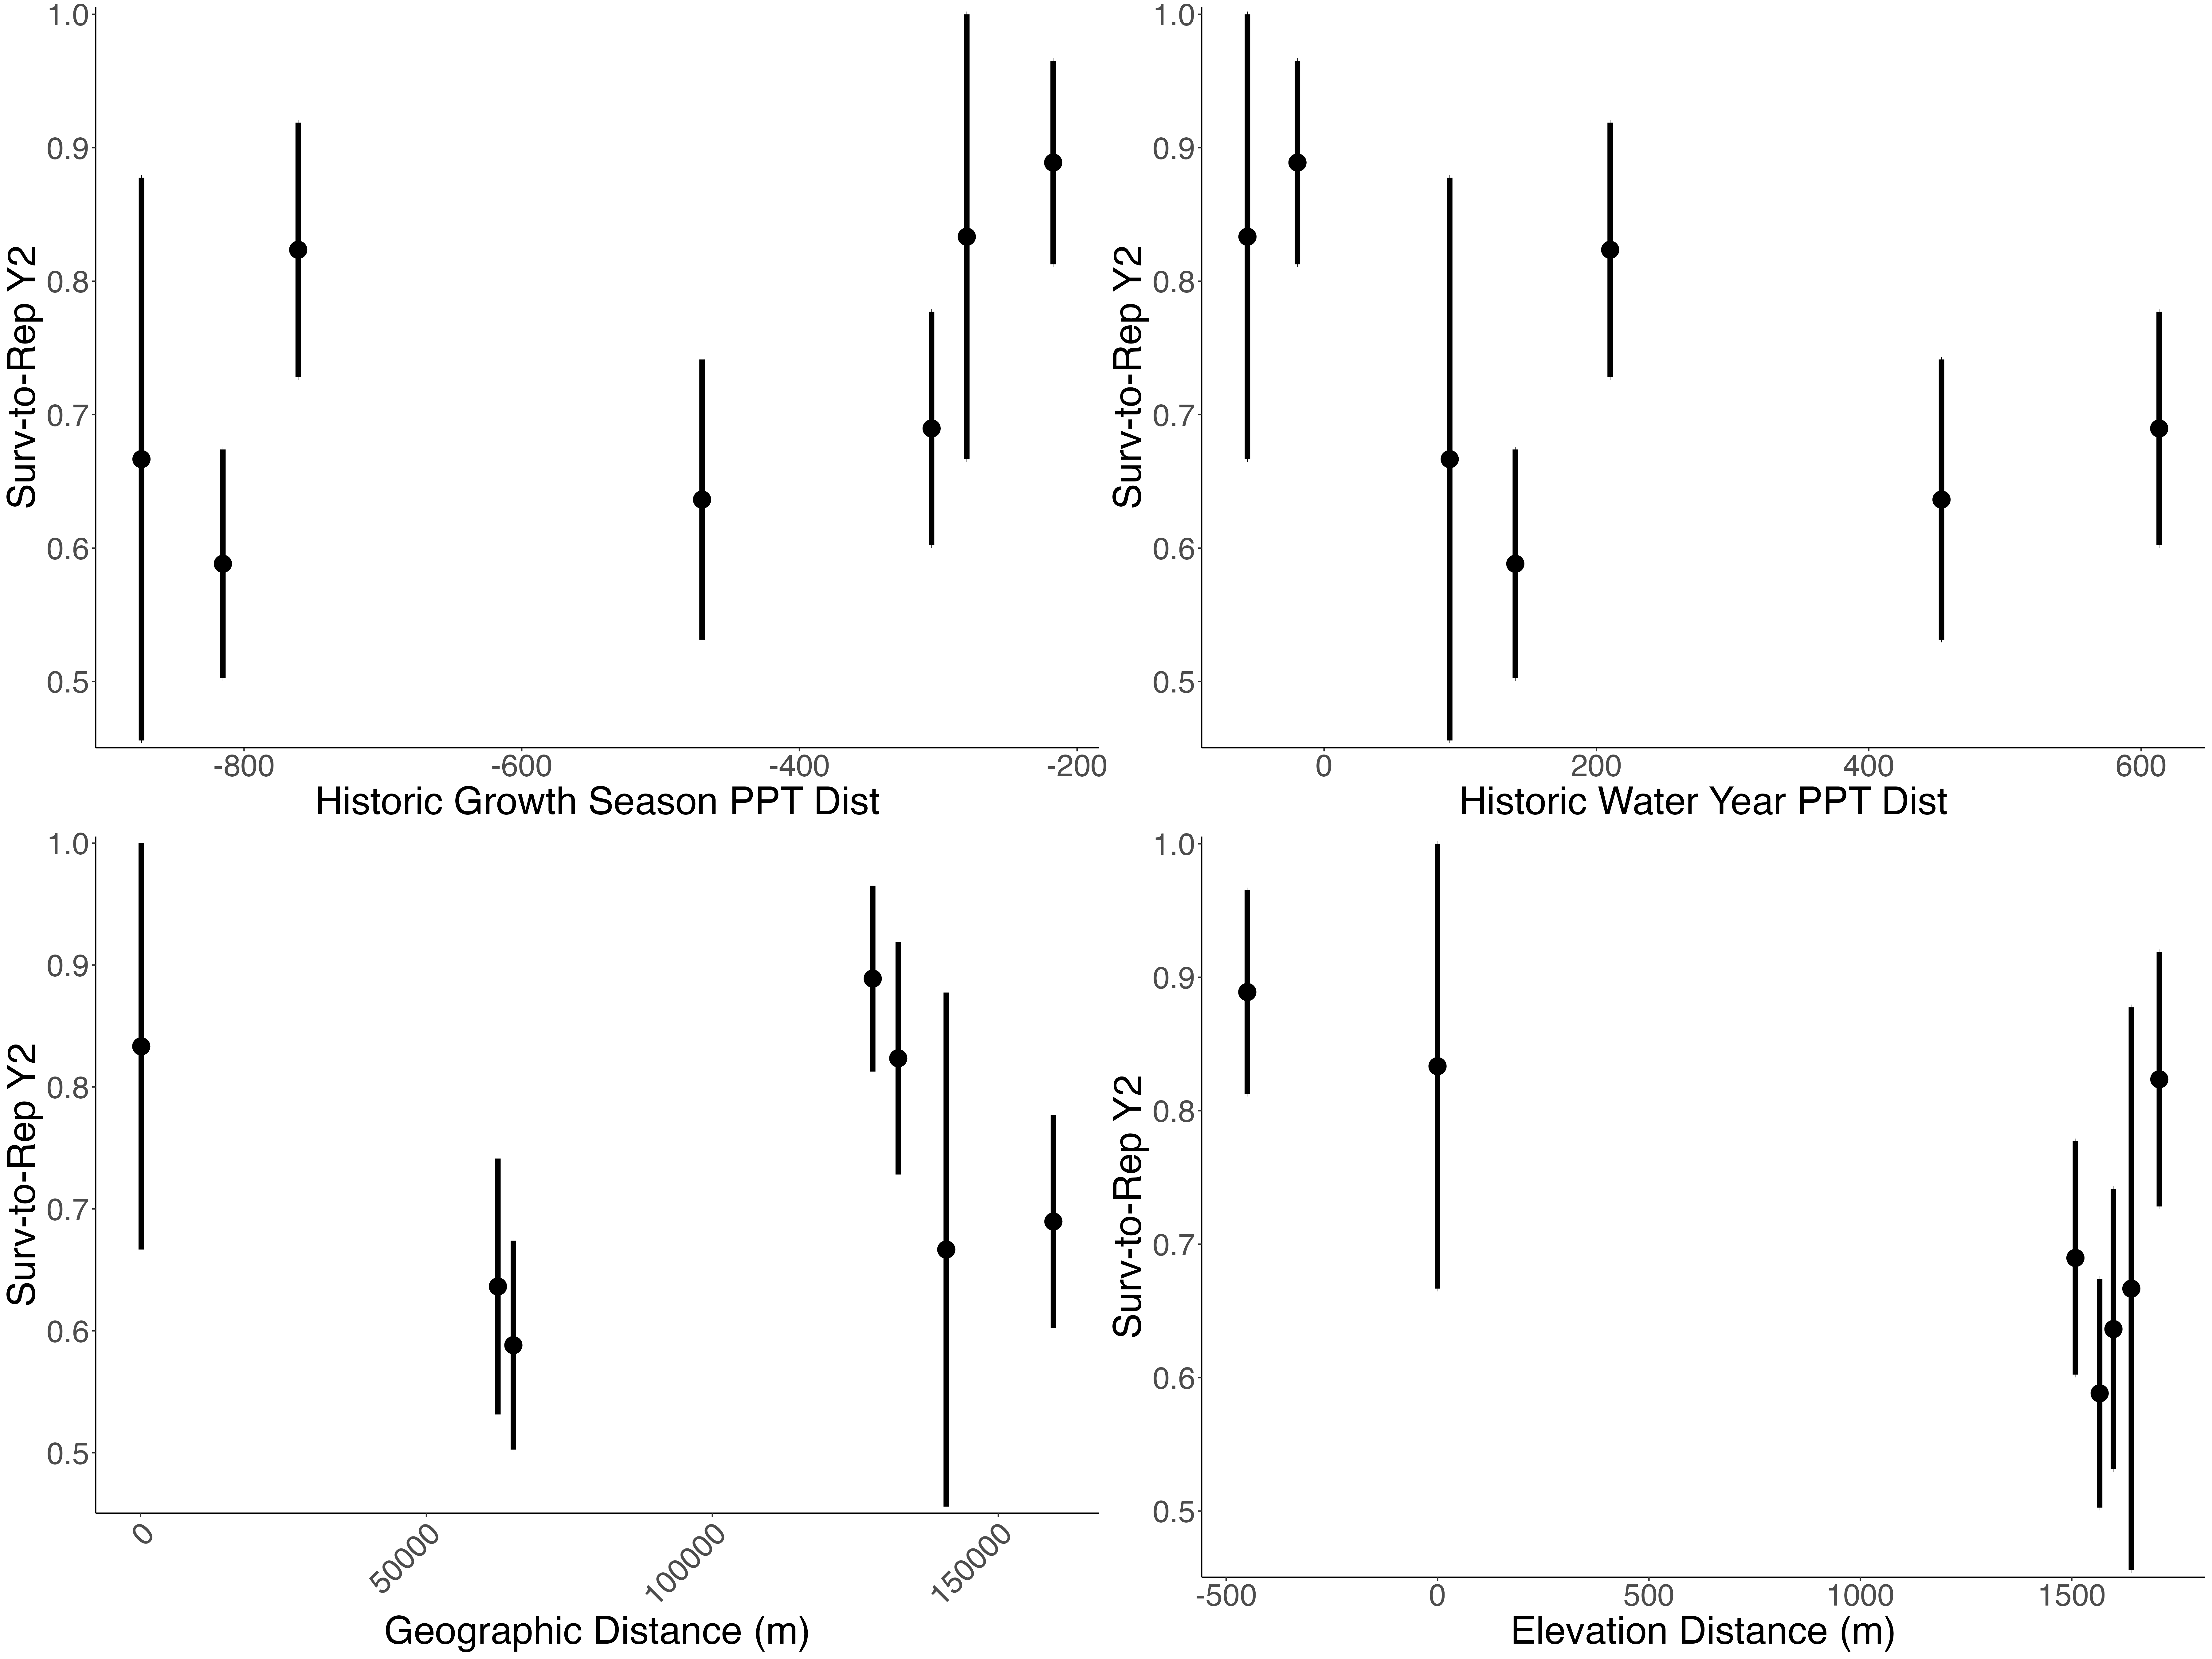 1.0
0.9
0.8
0.7
0.6
0.5
Surv-to-Rep Y2
-800 -600 -400 -200
Historic Growth Season PPT Dist
1.0
0.9
0.8
0.7
0.6
0.5
Surv-to-Rep Y2
0 200 400 600
Historic Water Year PPT Dist
1.0
0.9
0.8
0.7
0.6
0.5
Surv-to-Rep Y2
0 50000 100000 150000
Geographic Distance (m)
1.0
0.9
0.8
0.7
0.6
0.5
Surv-to-Rep Y2
-500 0 500 1000 1500
Elevation Distance (m)